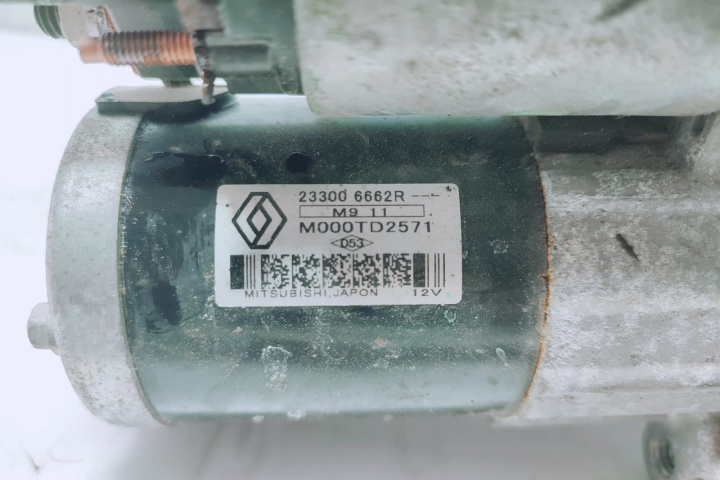 23300 6662R ---
M9 11
M000TD2571
D53
MITSUBISHI,JAPON 12V